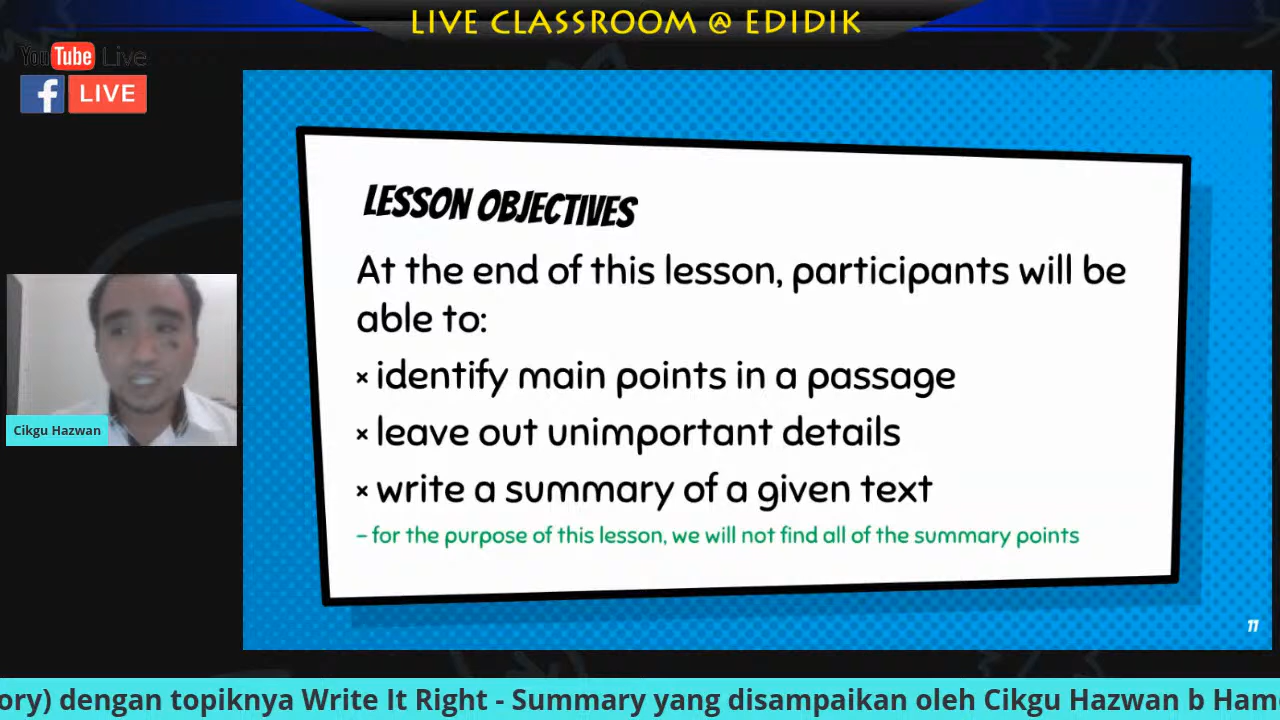 LIVE CLASSROOM @ EDIDIK
YouTube Live
f LIVE
LESSON OBJECTIVES
At the end of this lesson, participants will be
able to:
× identify main points in a passage
× leave out unimportant details
× write a summary of a given text
– for the purpose of this lesson, we will not find all of the summary points
Cikgu Hazwan
11
ory) dengan topiknya Write It Right - Summary yang disampaikan oleh Cikgu Hazwan b Ham